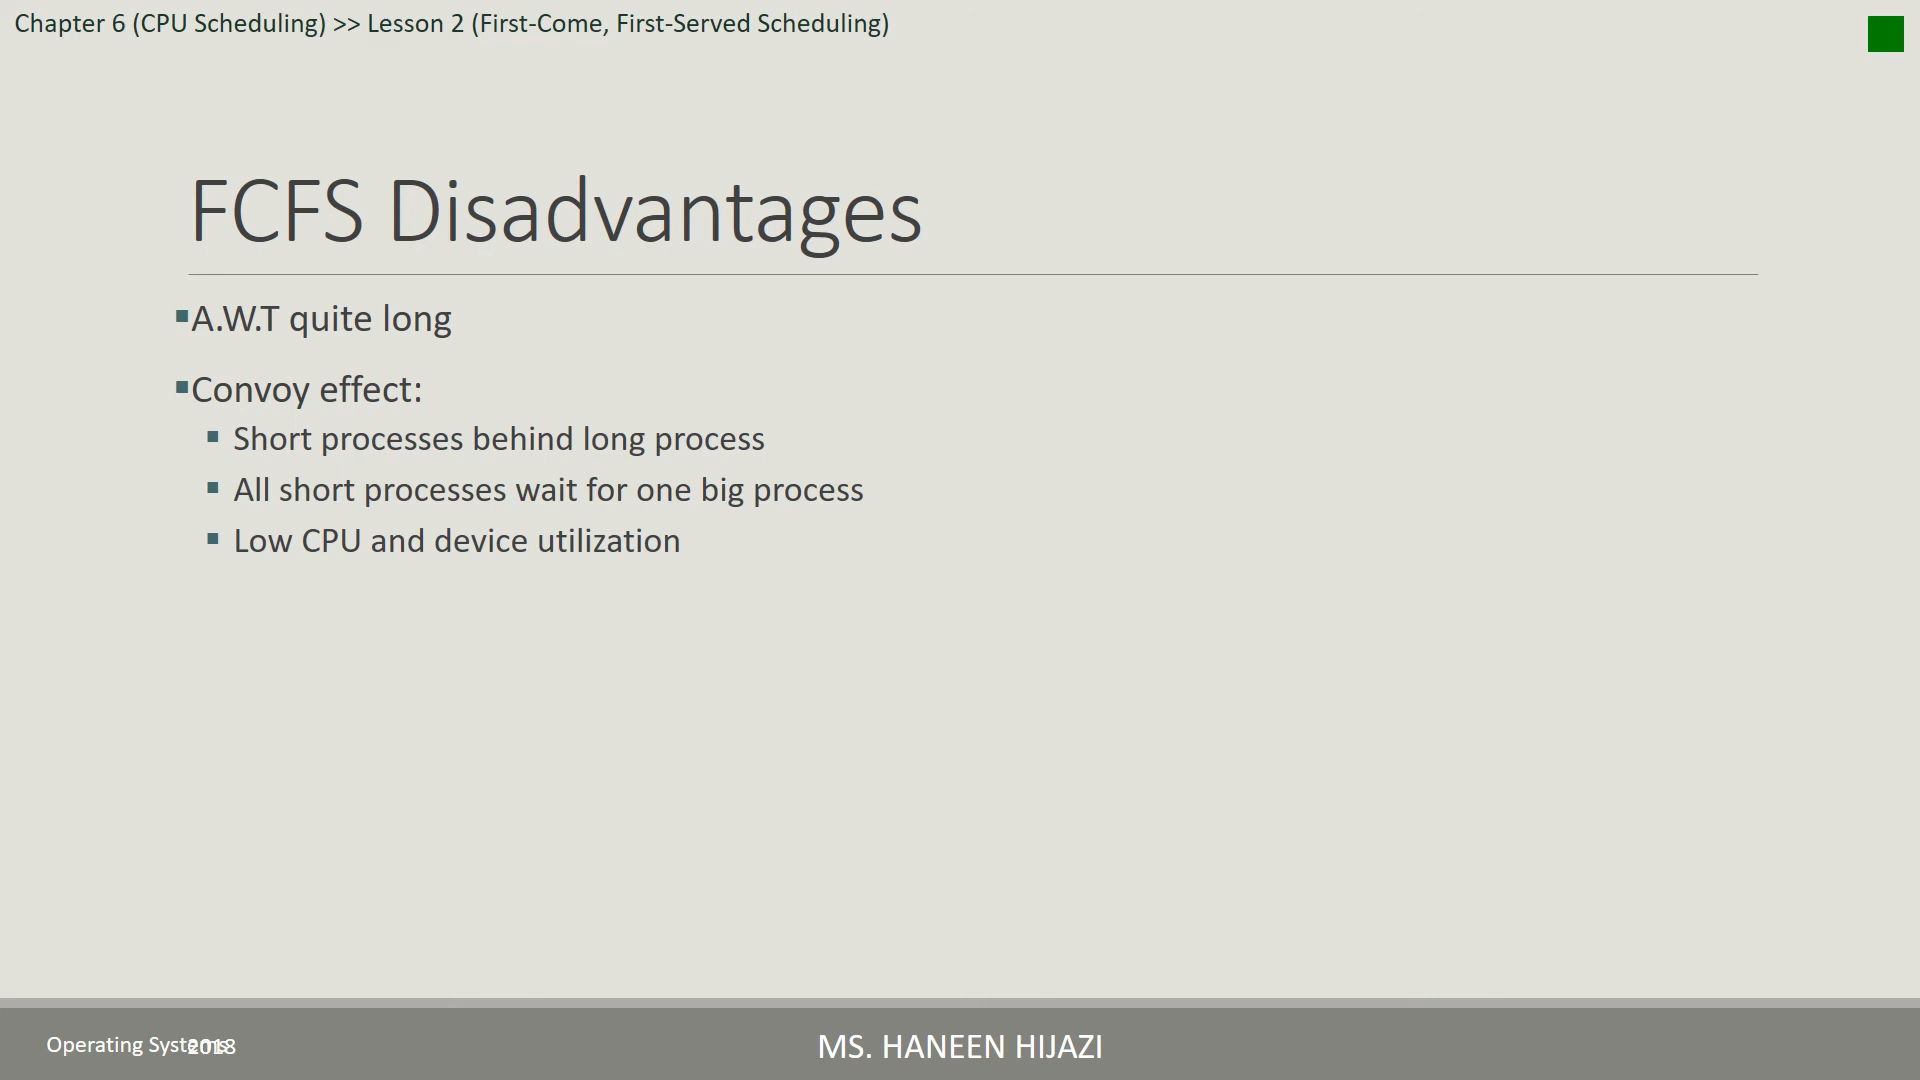 Chapter 6 (CPU Scheduling) >> Lesson 2 (First-Come, First-Served Scheduling)
FCFS Disadvantages
▪A.W.T quite long
▪Convoy effect:
▪ Short processes behind long process
▪ All short processes wait for one big process
▪ Low CPU and device utilization
Operating Systems 2018 MS. HANEEN HIJAZI